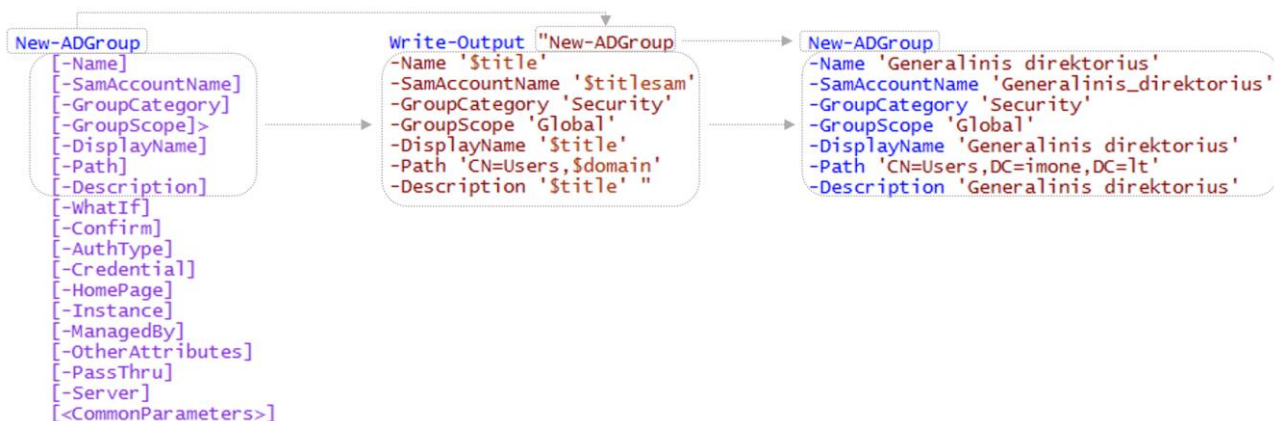 New-ADGroup
[-Name]
[-SamAccountName]
[-GroupCategory]
[-GroupScope]>
[-DisplayName]
[-Path]
[-Description]
[-WhatIf]
[-Confirm]
[-AuthType]
[-Credential]
[-HomePage]
[-Instance]
[-ManagedBy]
[-OtherAttributes]
[-PassThru]
[-Server]
[<CommonParameters>]
Write-Output "New-ADGroup
-Name '$title'
-SamAccountName '$titlesam'
-GroupCategory 'Security'
-GroupScope 'Global'
-DisplayName '$title'
-Path 'CN=Users,$domain'
-Description '$title' "
New-ADGroup
-Name 'Generalinis direktorius'
-SamAccountName 'Generalinis_direktorius'
-GroupCategory 'Security'
-GroupScope 'Global'
-DisplayName 'Generalinis direktorius'
-Path 'CN=Users,DC=imone,DC=lt'
-Description 'Generalinis direktorius'